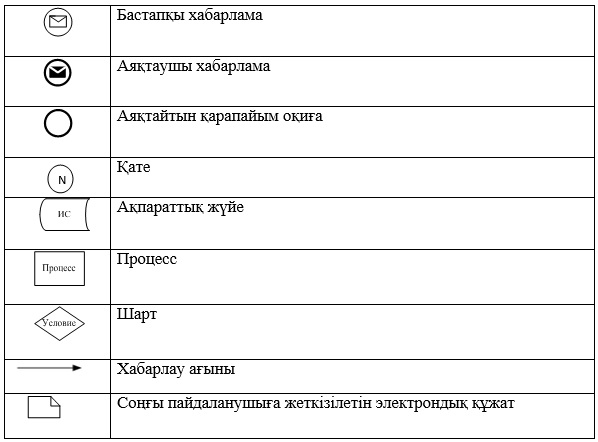 Бастапқы хабарлама
Аяқтаушы хабарлама
Аяқтайтын қарапайым оқиға
N
Қате
ИС
Ақпараттық жүйе
Процесс
Процесс
Условие
Шарт
Хабарлау ағыны
Соңғы пайдаланушыға жеткізілетін электрондық құжат